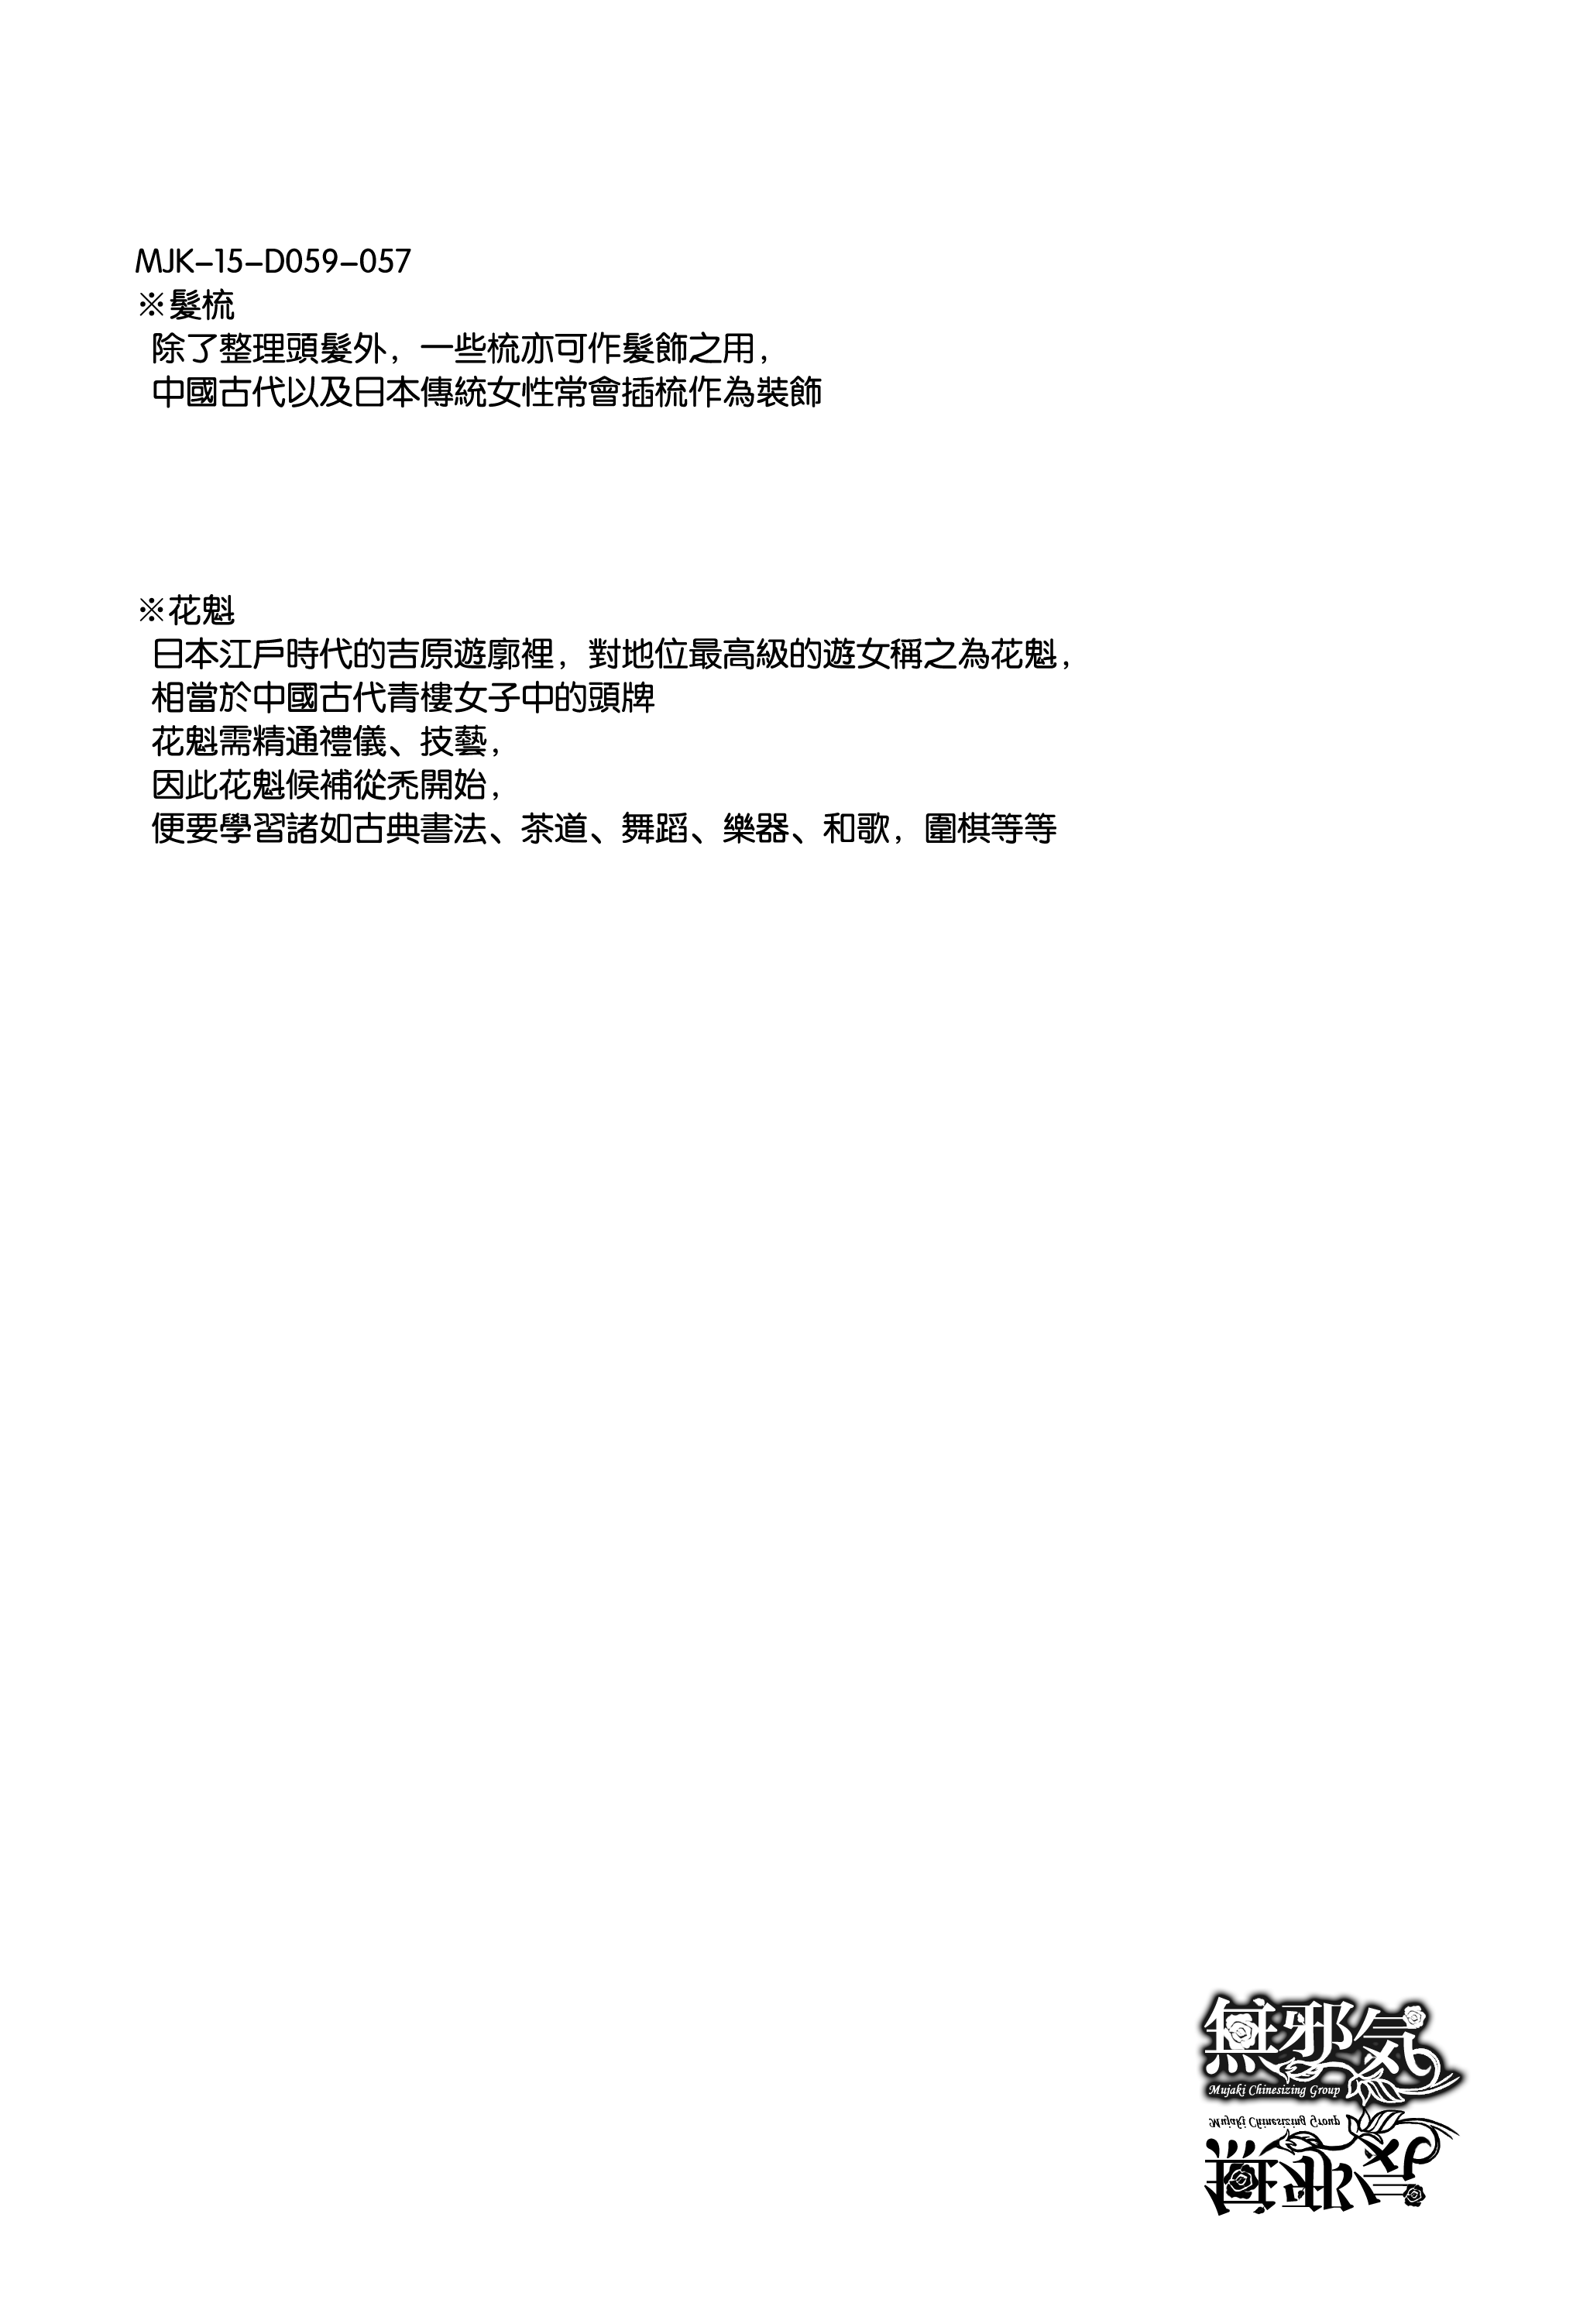 MJK-15-D059-057
※髮梳
除了整理頭髮外，一些梳亦可作髮飾之用，
中國古代以及日本傳統女性常會插梳作為裝飾
※花魁
日本江戶時代的吉原遊廓裡，對地位最高級的遊女稱之為花魁，
相當於中國古代青樓女子中的頭牌
花魁需精通禮儀、技藝，
因此花魁候補從禿開始，
便要學習諸如古典書法、茶道、舞蹈、樂器、和歌，圍棋等等
無邪気
Mujaki Chinesizing Group
Mujaki Chinesizing Group
無邪気